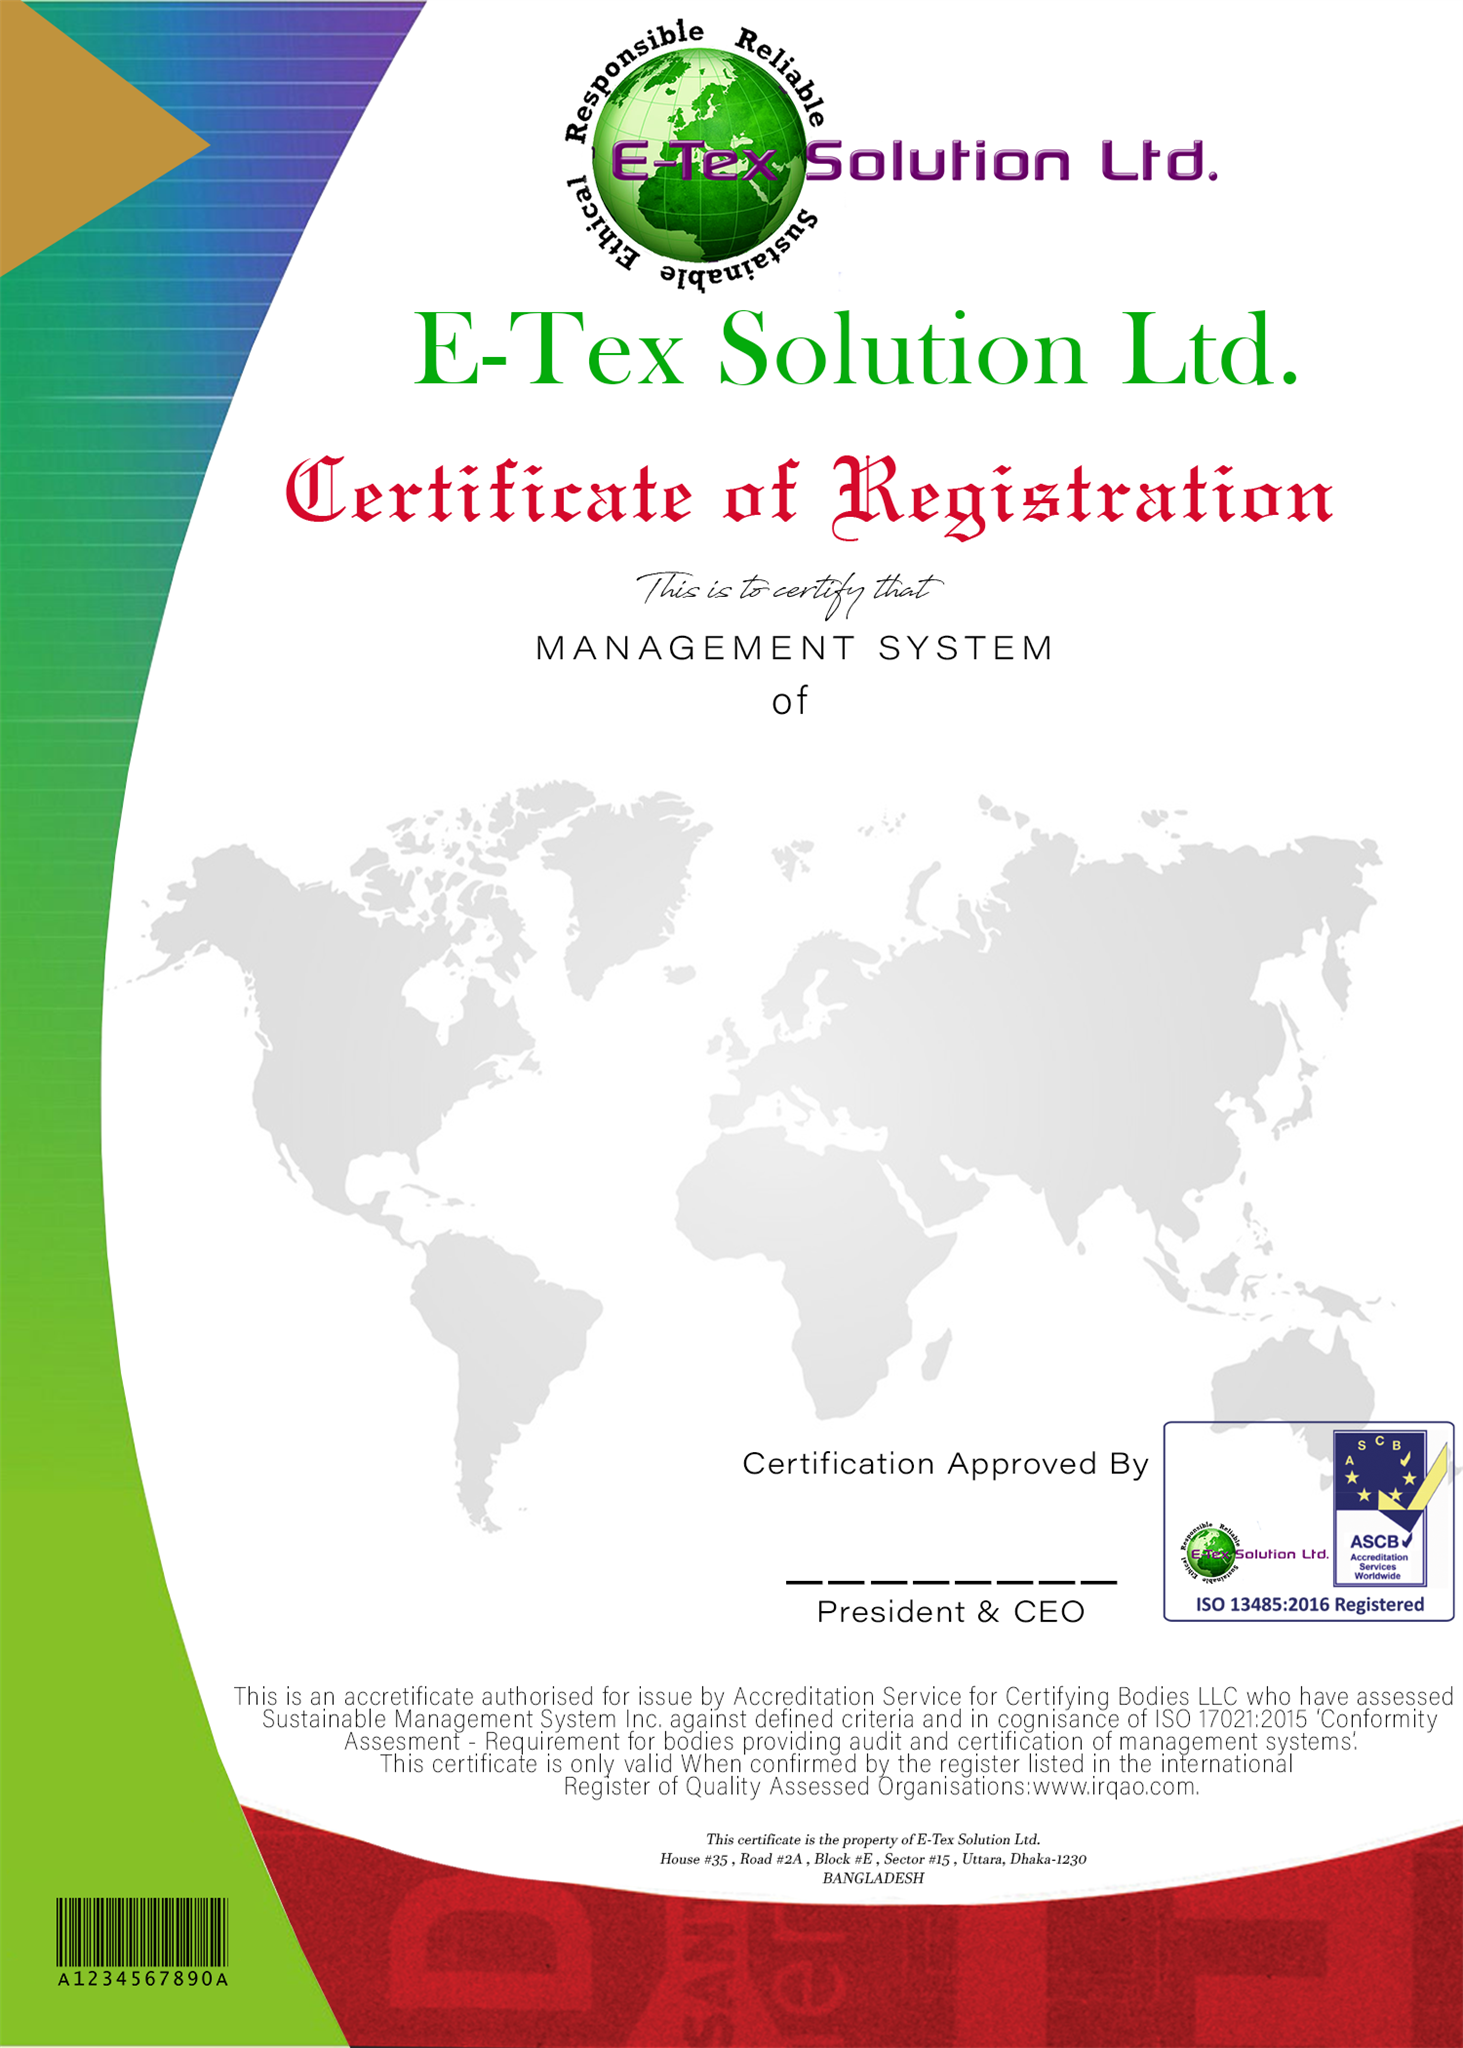 Responsible Reliable
Ethical Sustainable
E-Tex Solution Ltd.
E-Tex Solution Ltd.
Certificate of Registration
This is to certify that
MANAGEMENT SYSTEM
of
Certification Approved By
A S C B
ASCB
Accreditation
Services
Worldwide
Responsible Reliable
Ethical Sustainable
E-Tex Solution Ltd.
ISO 13485:2016 Registered
President & CEO
This is an accretificate authorised for issue by Accreditation Service for Certifying Bodies LLC who have assessed
Sustainable Management System Inc. against defined criteria and in cognisance of ISO 17021:2015 'Conformity
Assesment - Requirement for bodies providing audit and certification of management systems'.
This certificate is only valid When confirmed by the register listed in the international
Register of Quality Assessed Organisations:www.irqao.com.
This certificate is the property of E-Tex Solution Ltd.
House #35 , Road #2A , Block #E , Sector #15 , Uttara, Dhaka-1230
BANGLADESH
A1234567890A